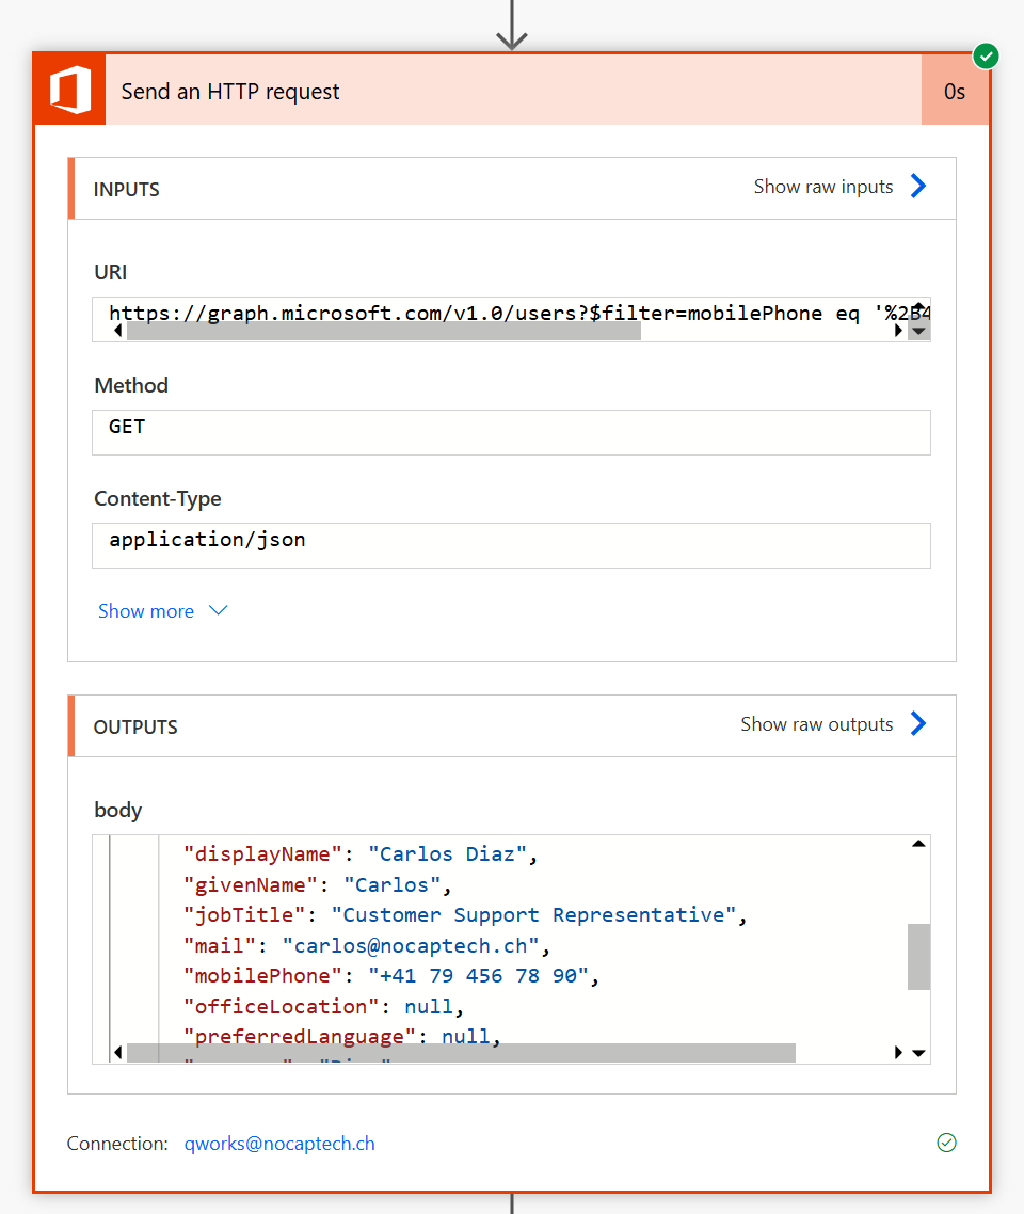 Send an HTTP request
0s
INPUTS
Show raw inputs
URI
https://graph.microsoft.com/v1.0/users?$filter=mobilePhone eq '%2B4
Method
GET
Content-Type
application/json
Show more
OUTPUTS
Show raw outputs
body
"displayName": "Carlos Diaz",
"givenName": "Carlos",
"jobTitle": "Customer Support Representative",
"mail": "carlos@nocaptech.ch",
"mobilePhone": "+41 79 456 78 90",
"officeLocation": null,
"preferredLanguage": null,
Connection: qworks@nocaptech.ch